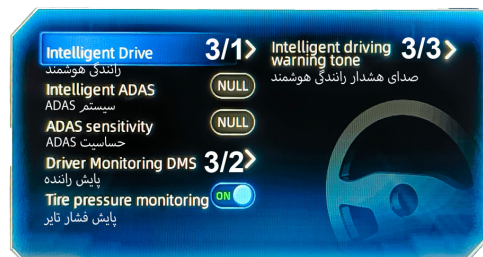 Intelligent Drive 3/1>
رانندگی هوشمند
Intelligent ADAS NULL
سیستم ADAS
ADAS sensitivity NULL
حساسیت ADAS
Driver Monitoring DMS 3/2>
پایش راننده
Tire pressure monitoring ON
پایش فشار تایر
Intelligent driving 3/3>
warning tone
صدای هشدار رانندگی هوشمند